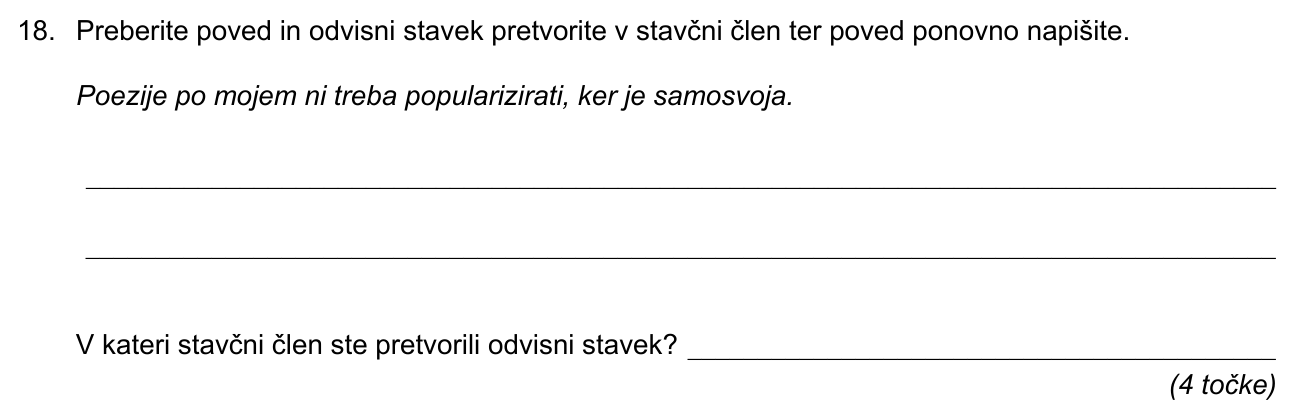 18. Preberite poved in odvisni stavek pretvorite v stavčni člen ter poved ponovno napišite.
Poezije po mojem ni treba popularizirati, ker je samosvoja.
V kateri stavčni člen ste pretvorili odvisni stavek?
(4 točke)